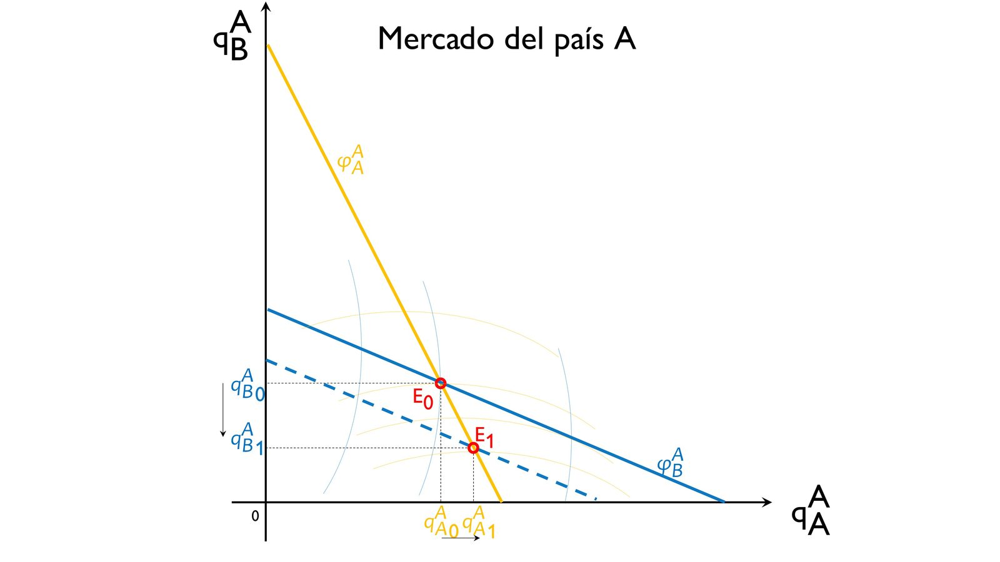 Mercado del país A
q^A_B
φ^A_A
q^A_B0
E0
q^A_B1
E1
φ^A_B
0
q^A_A0 q^A_A1
q^A_A